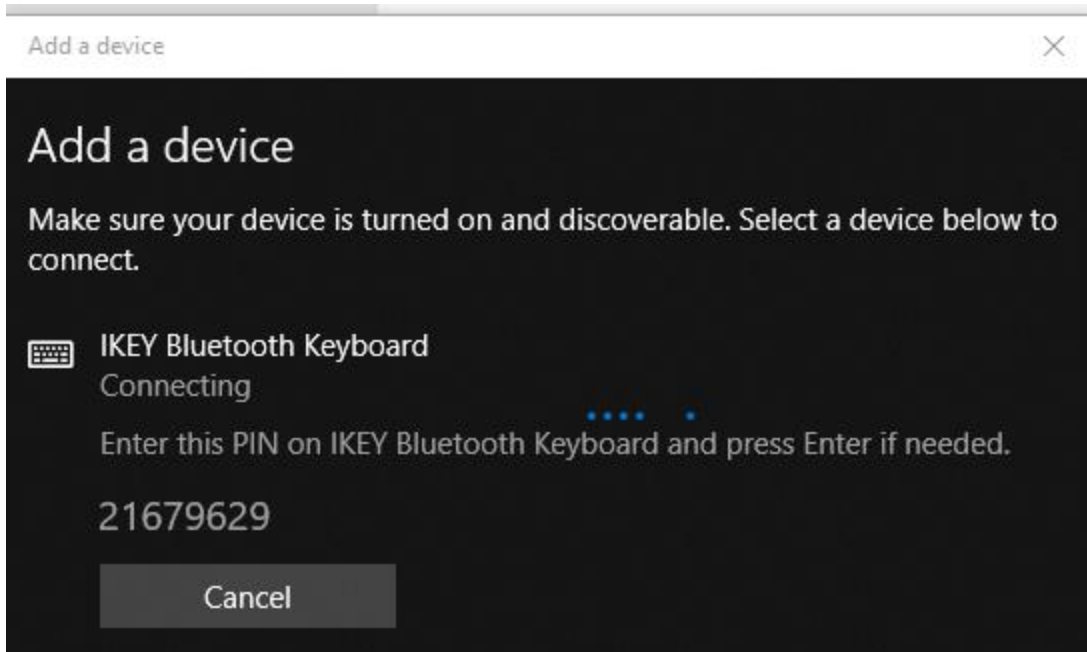 Add a device
Add a device
Make sure your device is turned on and discoverable. Select a device below to
connect.
IKEY Bluetooth Keyboard
Connecting
Enter this PIN on IKEY Bluetooth Keyboard and press Enter if needed.
21679629
Cancel